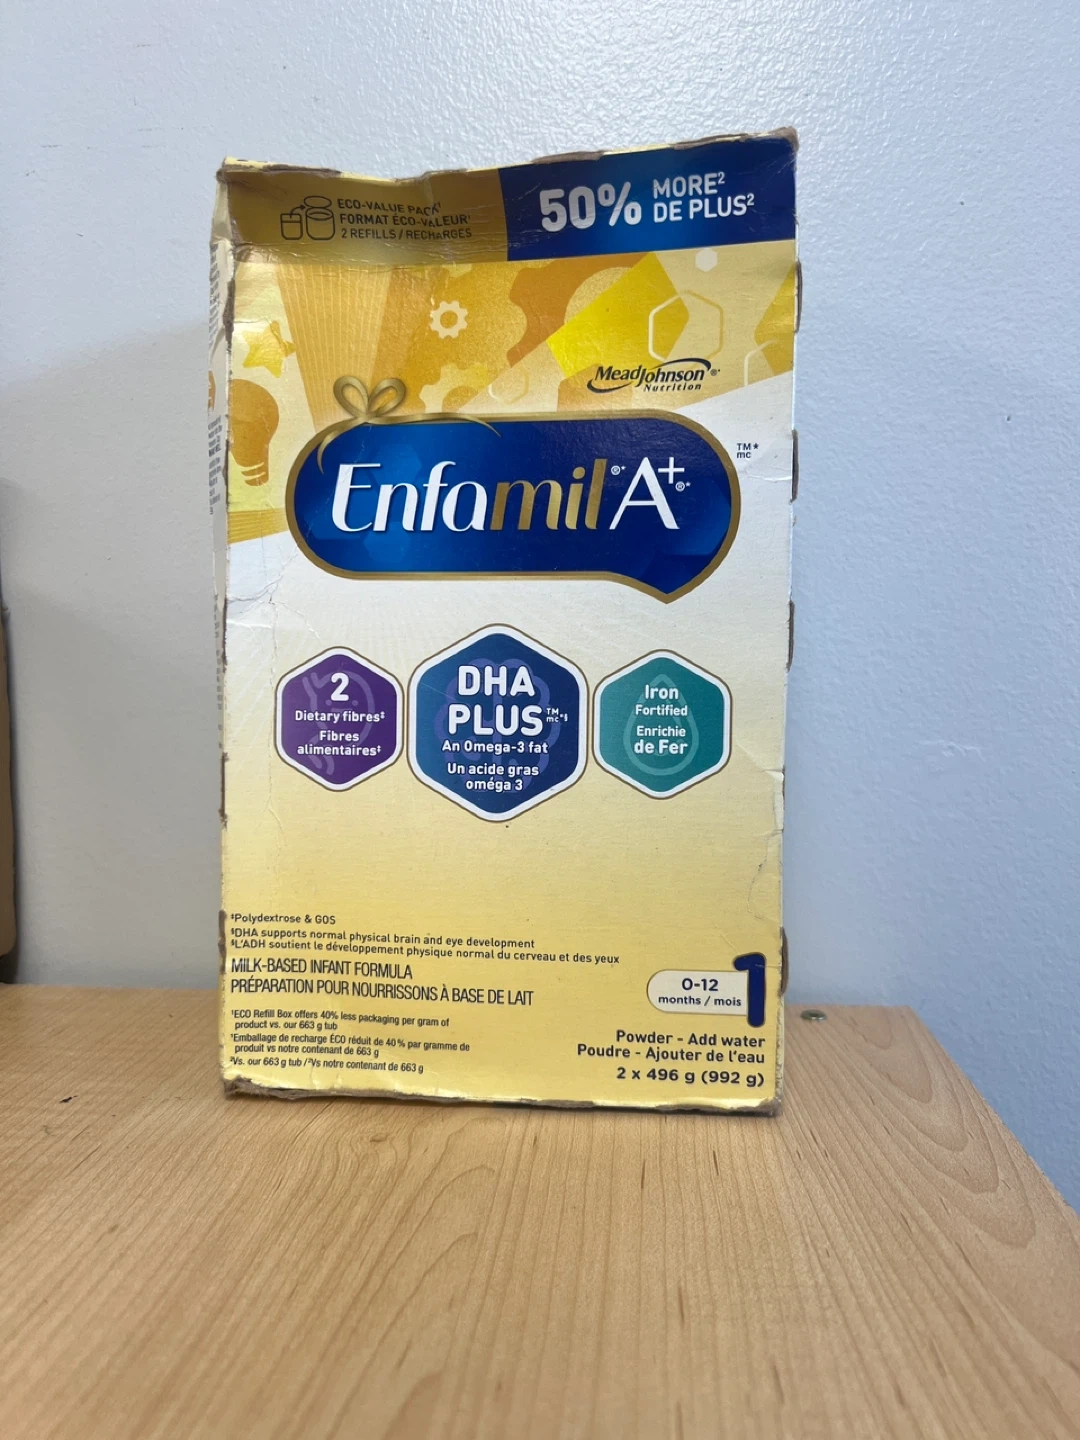 ECO-VALUE PACK¹
FORMAT ÉCO-VALEUR¹
2 REFILLS / RECHARGES
50% MORE²
DE PLUS²
MeadJohnson®*
Nutrition
Enfamil®* A+®*
TM*
mc
2
Dietary fibres‡
Fibres
alimentaires‡
DHA
PLUS TM mc*§
An Omega-3 fat
Un acide gras
oméga 3
Iron
Fortified
Enrichie
de Fer
‡Polydextrose & GOS
§DHA supports normal physical brain and eye development
§L'ADH soutient le développement physique normal du cerveau et des yeux
MILK-BASED INFANT FORMULA
PRÉPARATION POUR NOURRISSONS À BASE DE LAIT
¹ECO Refill Box offers 40% less packaging per gram of
product vs. our 663 g tub
¹Emballage de recharge ÉCO réduit de 40 % par gramme de
produit vs notre contenant de 663 g
²Vs. our 663 g tub / ²Vs notre contenant de 663 g
0-12
months / mois
1
Powder - Add water
Poudre - Ajouter de l'eau
2 x 496 g (992 g)